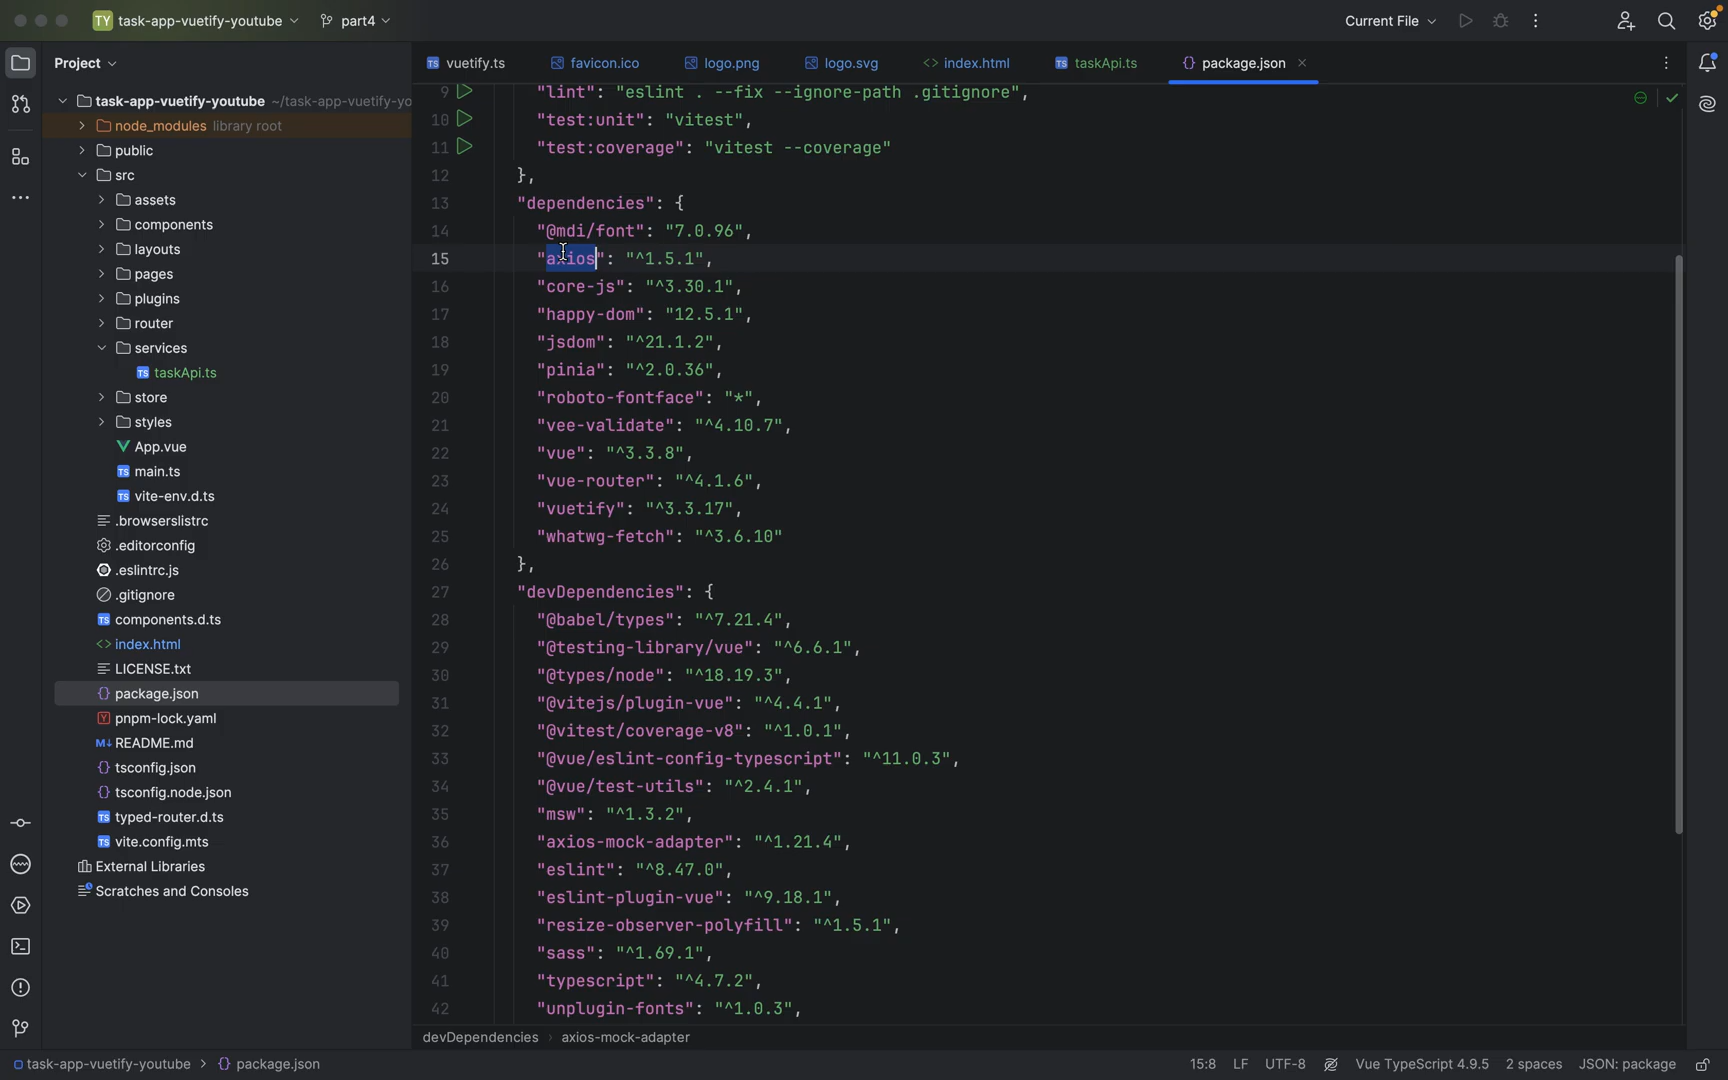 TY task-app-vuetify-youtube part4 Current File
Project
vuetify.ts favicon.ico logo.png logo.svg index.html taskApi.ts package.json
task-app-vuetify-youtube ~/task-app-vuetify-yo
node_modules library root
public
src
assets
components
layouts
pages
plugins
router
services
taskApi.ts
store
styles
App.vue
main.ts
vite-env.d.ts
.browserslistrc
.editorconfig
.eslintrc.js
.gitignore
components.d.ts
index.html
LICENSE.txt
package.json
pnpm-lock.yaml
README.md
tsconfig.json
tsconfig.node.json
typed-router.d.ts
vite.config.mts
External Libraries
Scratches and Consoles
9 "lint": "eslint . --fix --ignore-path .gitignore",
10 "test:unit": "vitest",
11 "test:coverage": "vitest --coverage"
12 },
13 "dependencies": {
14 "@mdi/font": "7.0.96",
15 "axios": "^1.5.1",
16 "core-js": "^3.30.1",
17 "happy-dom": "12.5.1",
18 "jsdom": "^21.1.2",
19 "pinia": "^2.0.36",
20 "roboto-fontface": "*",
21 "vee-validate": "^4.10.7",
22 "vue": "^3.3.8",
23 "vue-router": "^4.1.6",
24 "vuetify": "^3.3.17",
25 "whatwg-fetch": "^3.6.10"
26 },
27 "devDependencies": {
28 "@babel/types": "^7.21.4",
29 "@testing-library/vue": "^6.6.1",
30 "@types/node": "^18.19.3",
31 "@vitejs/plugin-vue": "^4.4.1",
32 "@vitest/coverage-v8": "^1.0.1",
33 "@vue/eslint-config-typescript": "^11.0.3",
34 "@vue/test-utils": "^2.4.1",
35 "msw": "^1.3.2",
36 "axios-mock-adapter": "^1.21.4",
37 "eslint": "^8.47.0",
38 "eslint-plugin-vue": "^9.18.1",
39 "resize-observer-polyfill": "^1.5.1",
40 "sass": "^1.69.1",
41 "typescript": "^4.7.2",
42 "unplugin-fonts": "^1.0.3",
devDependencies > axios-mock-adapter
task-app-vuetify-youtube > package.json 15:8 LF UTF-8 Vue TypeScript 4.9.5 2 spaces JSON: package